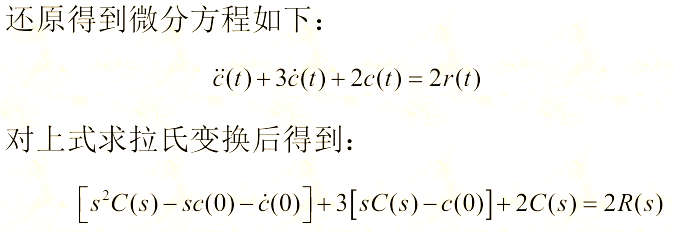 还原得到微分方程如下：
c̈(t) + 3ċ(t) + 2c(t) = 2r(t)
对上式求拉氏变换后得到：
[s²C(s) − sc(0) − ċ(0)] + 3[sC(s) − c(0)] + 2C(s) = 2R(s)